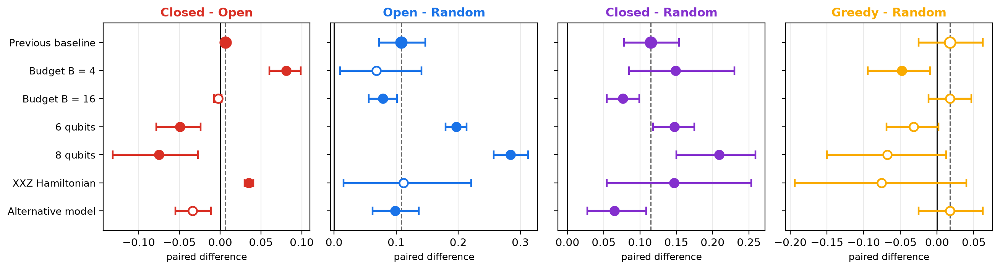 Closed - Open
Open - Random
Closed - Random
Greedy - Random
Previous baseline
Budget B = 4
Budget B = 16
6 qubits
8 qubits
XXZ Hamiltonian
Alternative model
−0.10 −0.05 0.00 0.05 0.10
0.0 0.1 0.2 0.3
0.00 0.05 0.10 0.15 0.20 0.25
−0.20 −0.15 −0.10 −0.05 0.00 0.05
paired difference
paired difference
paired difference
paired difference